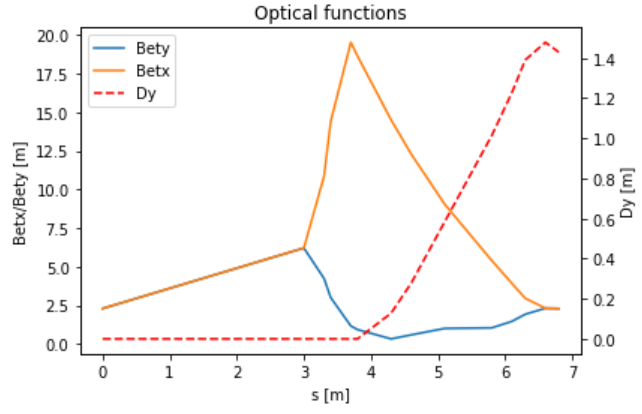 Optical functions
Bety
Betx
Dy
Betx/Bety [m]
20.0
17.5
15.0
12.5
10.0
7.5
5.0
2.5
0.0
1.4
1.2
1.0
0.8
0.6
0.4
0.2
0.0
Dy [m]
0 1 2 3 4 5 6 7
s [m]